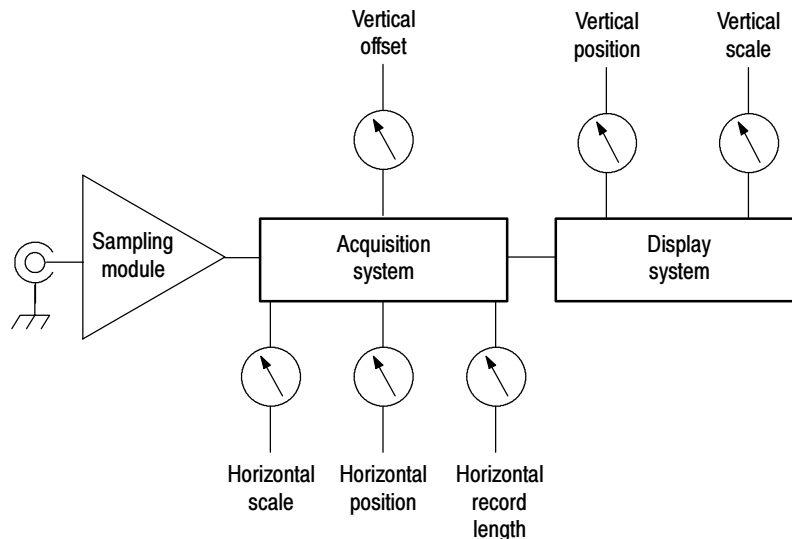 Vertical
offset
Vertical
position
Vertical
scale
Sampling
module
Acquisition
system
Display
system
Horizontal
scale
Horizontal
position
Horizontal
record
length